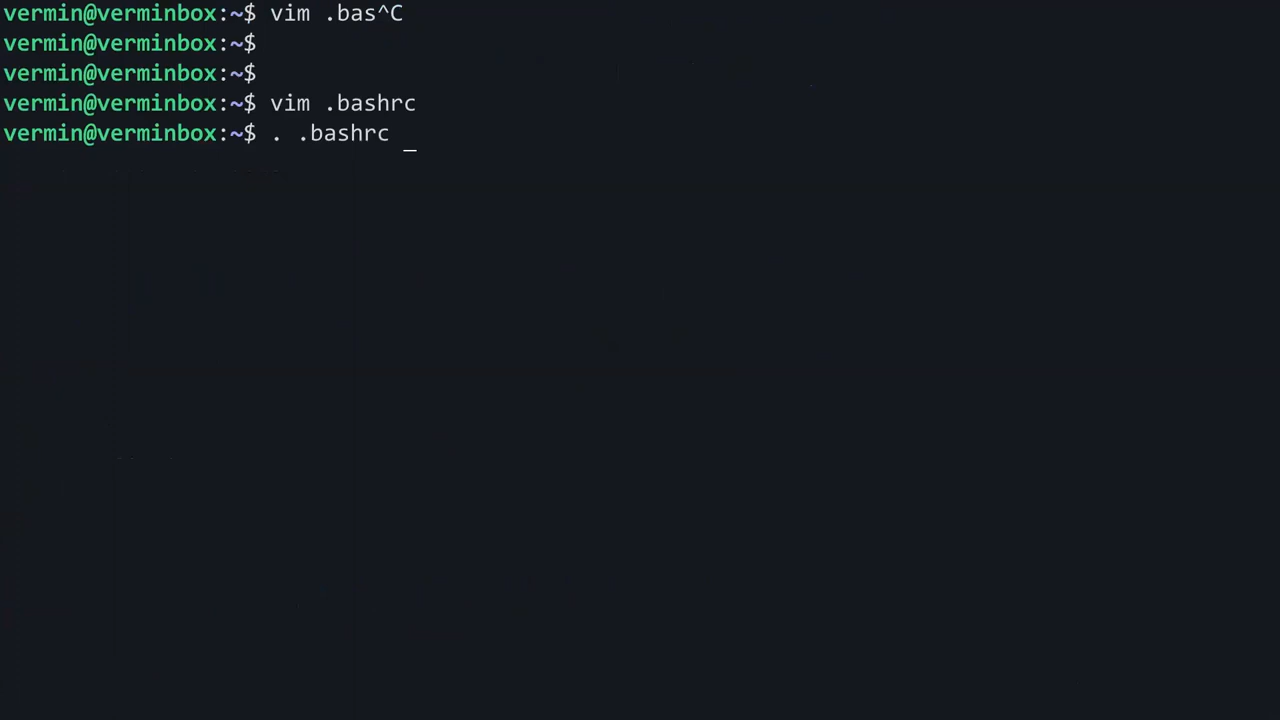 vermin@verminbox:~$ vim .bas^C
vermin@verminbox:~$
vermin@verminbox:~$
vermin@verminbox:~$ vim .bashrc
vermin@verminbox:~$ . .bashrc _